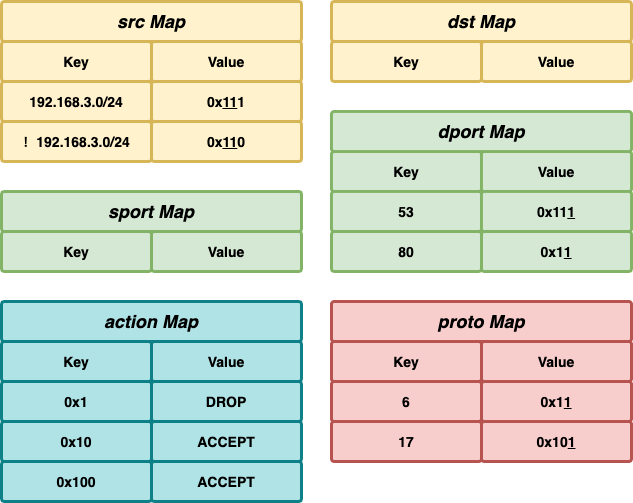 src Map
Key Value
192.168.3.0/24 0x111
! 192.168.3.0/24 0x110
dst Map
Key Value
dport Map
Key Value
53 0x111
80 0x11
sport Map
Key Value
action Map
Key Value
0x1 DROP
0x10 ACCEPT
0x100 ACCEPT
proto Map
Key Value
6 0x11
17 0x101